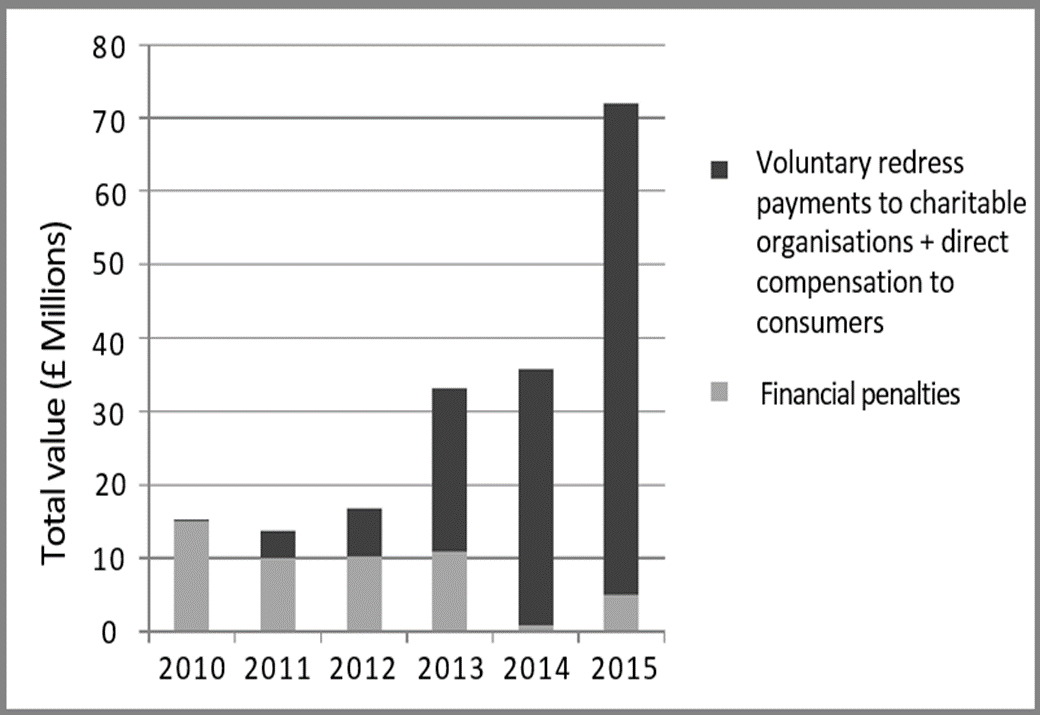 80
70
60
50
40
30
20
10
0
Total value (£ Millions)
2010 2011 2012 2013 2014 2015
Voluntary redress
payments to charitable
organisations + direct
compensation to
consumers
Financial penalties